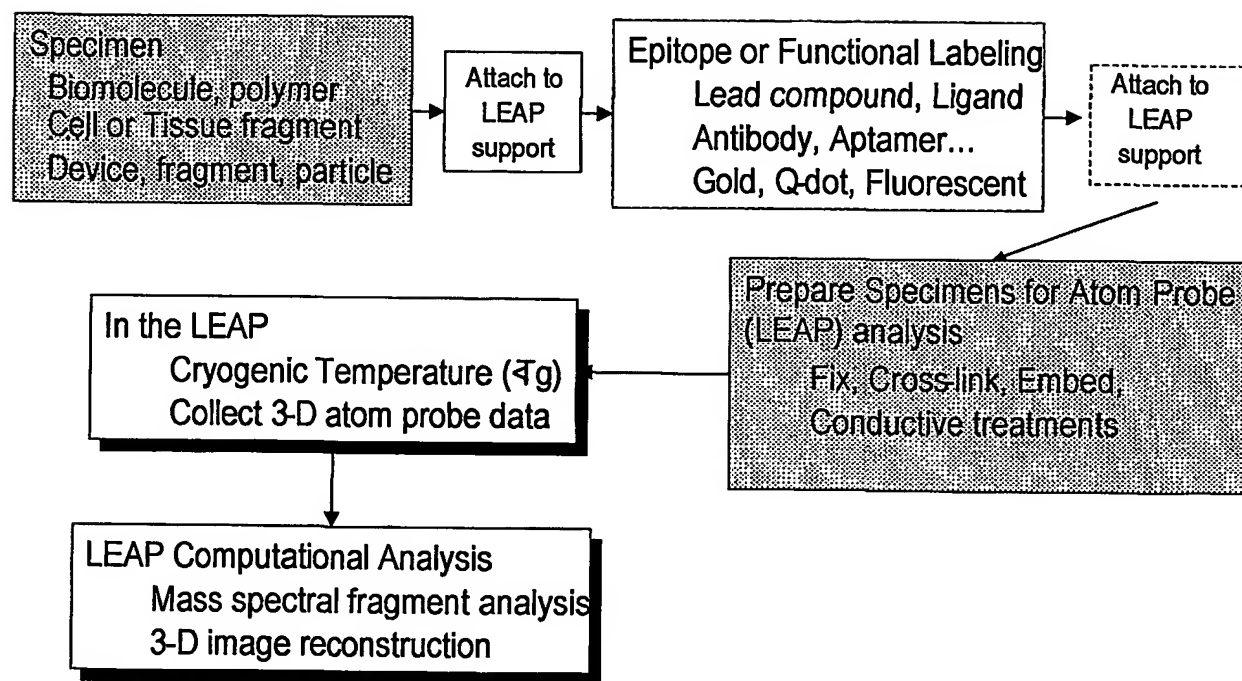 Specimen
Biomolecule, polymer
Cell or Tissue fragment
Device, fragment, particle
Attach to
LEAP
support
Epitope or Functional Labeling
Lead compound, Ligand
Antibody, Aptamer...
Gold, Q-dot, Fluorescent
Attach to
LEAP
support
Prepare Specimens for Atom Probe
(LEAP) analysis
Fix, Cross-link, Embed,
Conductive treatments
In the LEAP
Cryogenic Temperature (<Tg)
Collect 3-D atom probe data
LEAP Computational Analysis
Mass spectral fragment analysis
3-D image reconstruction